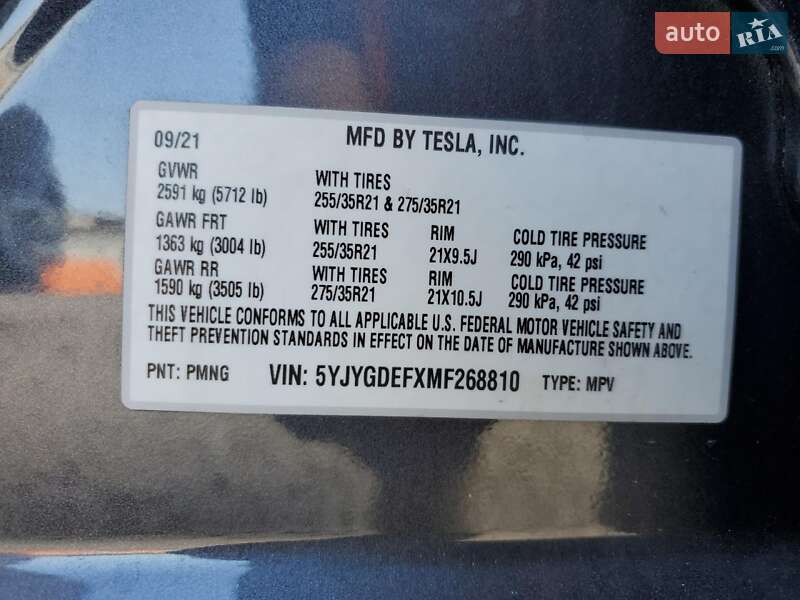 auto RIA .com
09/21 MFD BY TESLA, INC.
GVWR
2591 kg (5712 lb)
WITH TIRES
255/35R21 & 275/35R21
GAWR FRT WITH TIRES RIM COLD TIRE PRESSURE
1363 kg (3004 lb) 255/35R21 21X9.5J 290 kPa, 42 psi
GAWR RR WITH TIRES RIM COLD TIRE PRESSURE
1590 kg (3505 lb) 275/35R21 21X10.5J 290 kPa, 42 psi
THIS VEHICLE CONFORMS TO ALL APPLICABLE U.S. FEDERAL MOTOR VEHICLE SAFETY AND
THEFT PREVENTION STANDARDS IN EFFECT ON THE DATE OF MANUFACTURE SHOWN ABOVE.
PNT: PMNG VIN: 5YJYGDEFXMF268810 TYPE: MPV